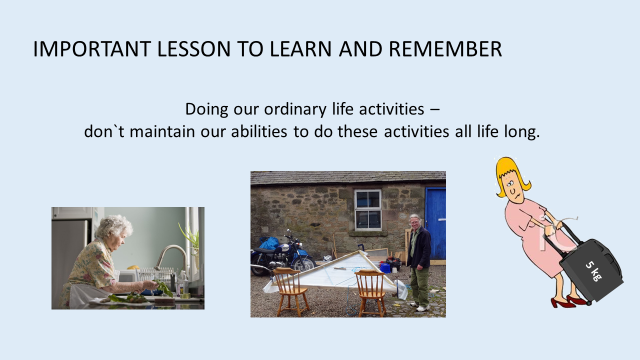 IMPORTANT LESSON TO LEARN AND REMEMBER
Doing our ordinary life activities –
don`t maintain our abilities to do these activities all life long.
5 kg